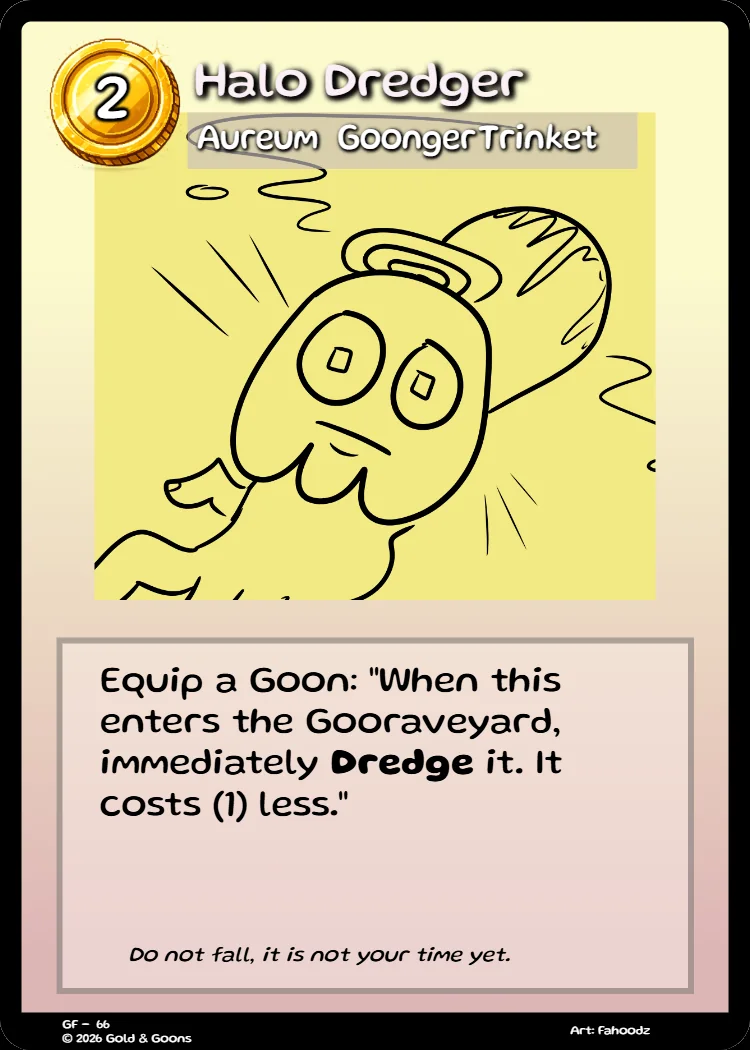 2
Halo Dredger
Aureum GoongerTrinket
Equip a Goon: "When this
enters the Gooraveyard,
immediately Dredge it. It
costs (1) less."
Do not fall, it is not your time yet.
GF - 66
© 2026 Gold & Goons
Art: Fahoodz